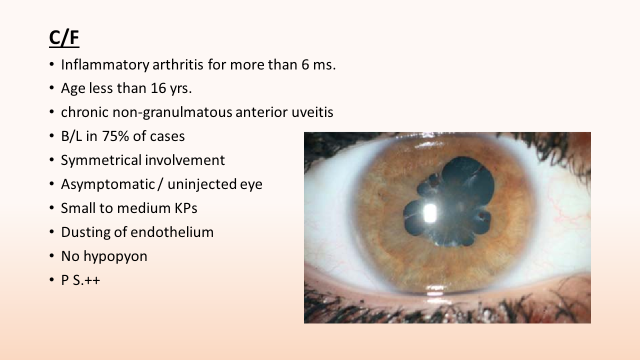 C/F
• Inflammatory arthritis for more than 6 ms.
• Age less than 16 yrs.
• chronic non-granulmatous anterior uveitis
• B/L in 75% of cases
• Symmetrical involvement
• Asymptomatic / uninjected eye
• Small to medium KPs
• Dusting of endothelium
• No hypopyon
• P S.++